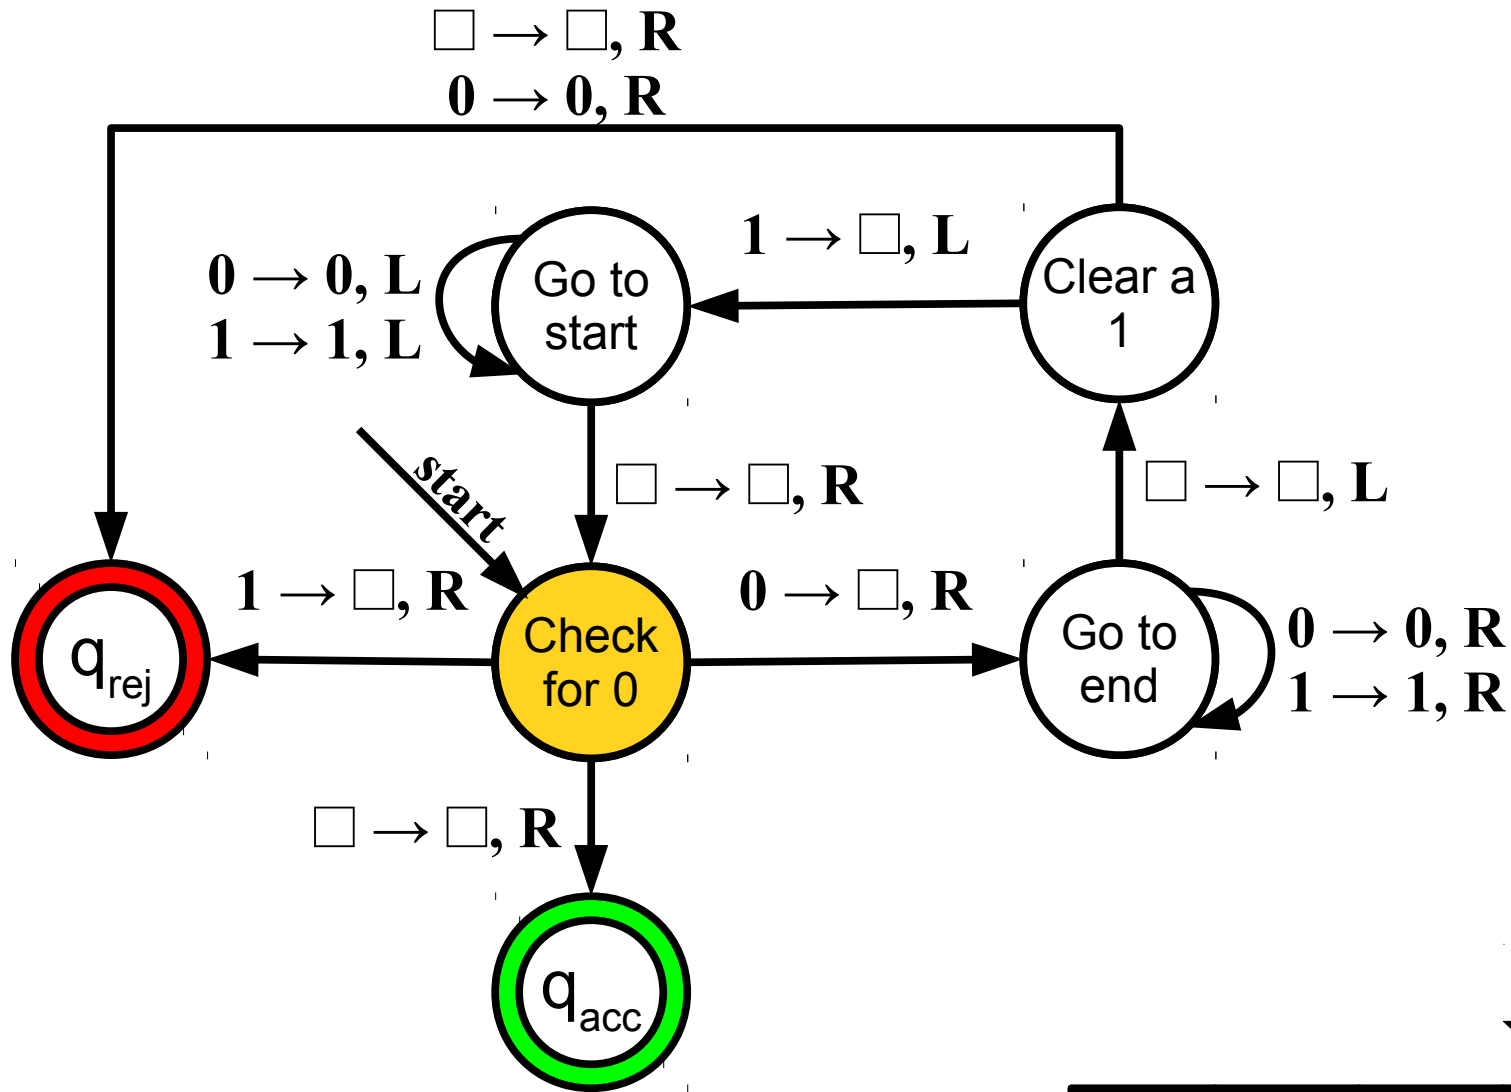 □ → □, R
0 → 0, R
1 → □, L
0 → 0, L
1 → 1, L
Go to
start
Clear a
1
start
□ → □, R
□ → □, L
1 → □, R
0 → □, R
q_rej
Check
for 0
Go to
end
0 → 0, R
1 → 1, R
□ → □, R
q_acc